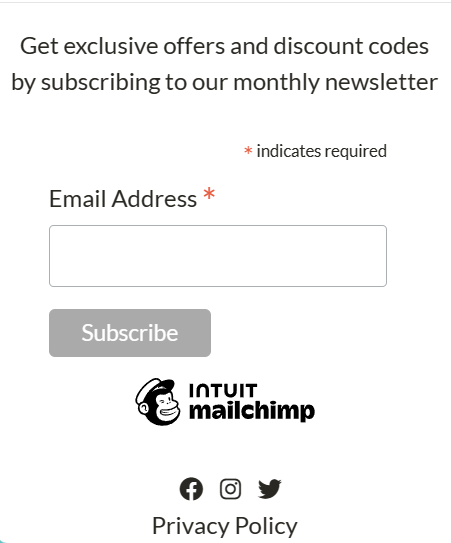 Get exclusive offers and discount codes
by subscribing to our monthly newsletter
* indicates required
Email Address *
Subscribe
INTUIT
mailchimp
Privacy Policy